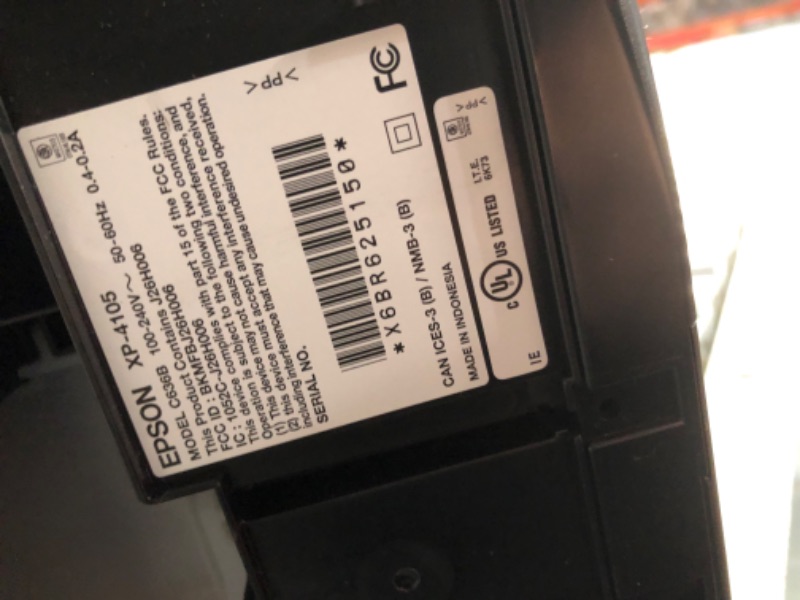 EPSON XP-4105
MODEL C636B 100-240V~ 50-60Hz 0.4-0.2A
This Product Contains J26H006
FCC ID : BKMFBJ26H006
IC : 1052C-J26H006
This device complies with part 15 of the FCC Rules.
Operation is subject to the following two conditions:
(1) This device may not cause harmful interference, and
(2) this device must accept any interference received,
including interference that may cause undesired operation.
SERIAL NO.
*X6BR625150*
CAN ICES-3 (B) / NMB-3 (B)
MADE IN INDONESIA
>PP<
FC
IE
C UL US LISTED
I.T.E.
6K73
>PP<